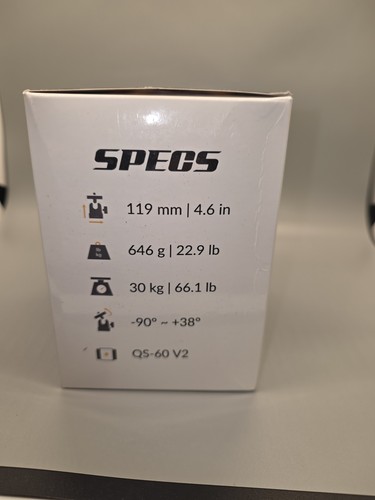 SPECS
119 mm | 4.6 in
646 g | 22.9 lb
30 kg | 66.1 lb
-90° ~ +38°
QS-60 V2